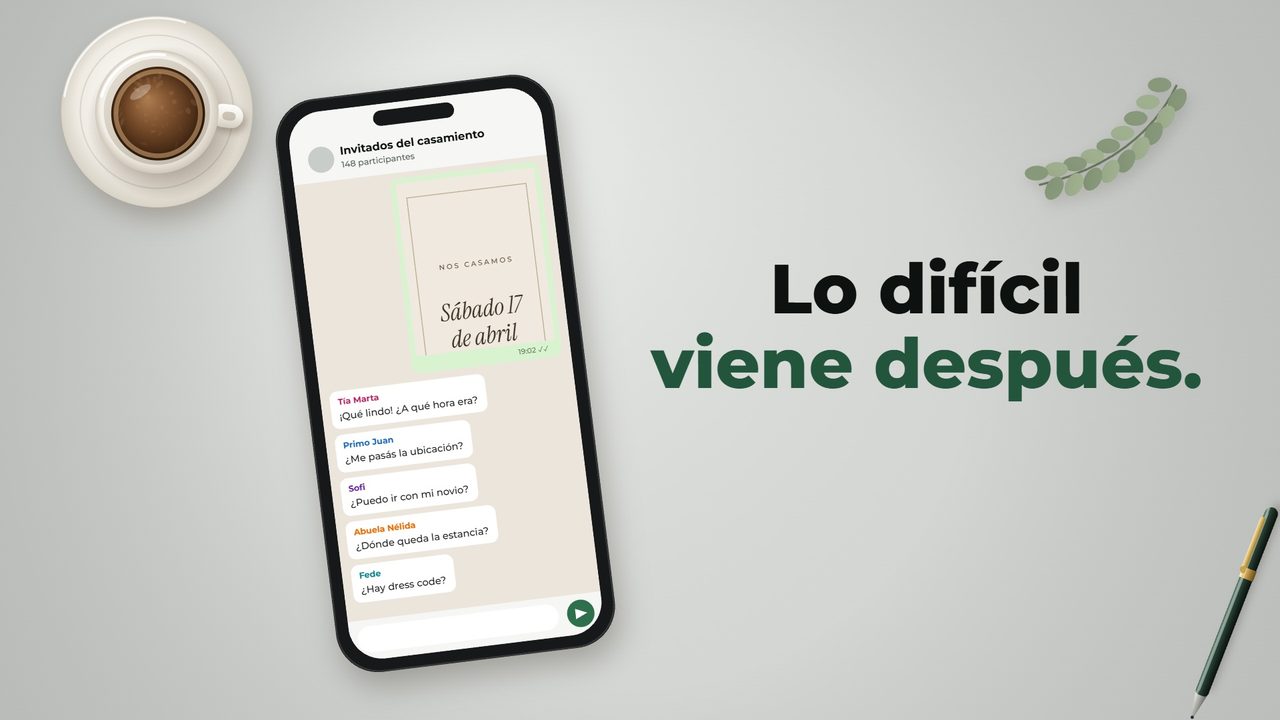 Invitados del casamiento
148 participantes
NOS CASAMOS
Sábado 17
de abril
19:02 ✓✓
Tía Marta
¡Qué lindo! ¿A qué hora era?
Primo Juan
¿Me pasás la ubicación?
Sofi
¿Puedo ir con mi novio?
Abuela Nélida
¿Dónde queda la estancia?
Fede
¿Hay dress code?
Lo difícil
viene después.